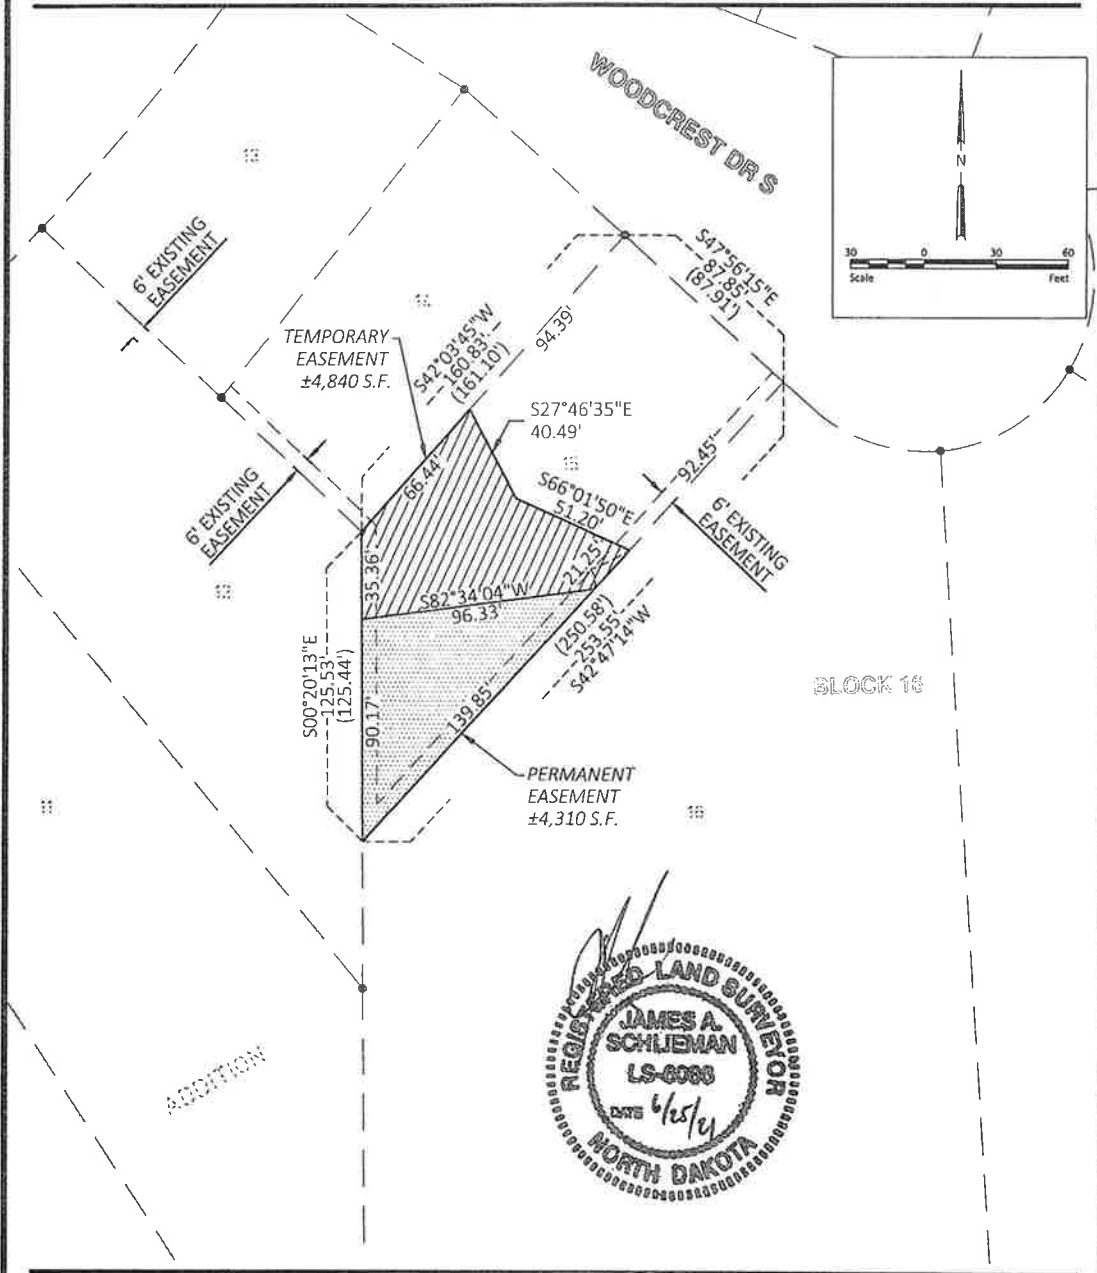 WOODCREST DR S
N
30 0 30 60
Scale Feet
13
6' EXISTING
EASEMENT
14
TEMPORARY
EASEMENT
±4,840 S.F.
S42°03'45"W
160.83'
(161.10')
94.39'
S47°56'15"E
87.85'
(87.91')
S27°46'35"E
40.49'
15
66.44'
S66°01'50"E
51.20'
92.45'
6' EXISTING
EASEMENT
6' EXISTING
EASEMENT
35.36'
S82°34'04"W
96.33'
21.25'
(250.58')
253.55'
S42°47'14"W
S00°20'13"E
125.53'
(125.44')
90.17'
139.85'
BLOCK
PERMANENT
EASEMENT
±4,310 S.F.
11
16
ADDITION
REGISTERED LAND SURVEYOR
JAMES A.
SCHLIEMAN
DATE 6/25/21
NORTH DAKOTA